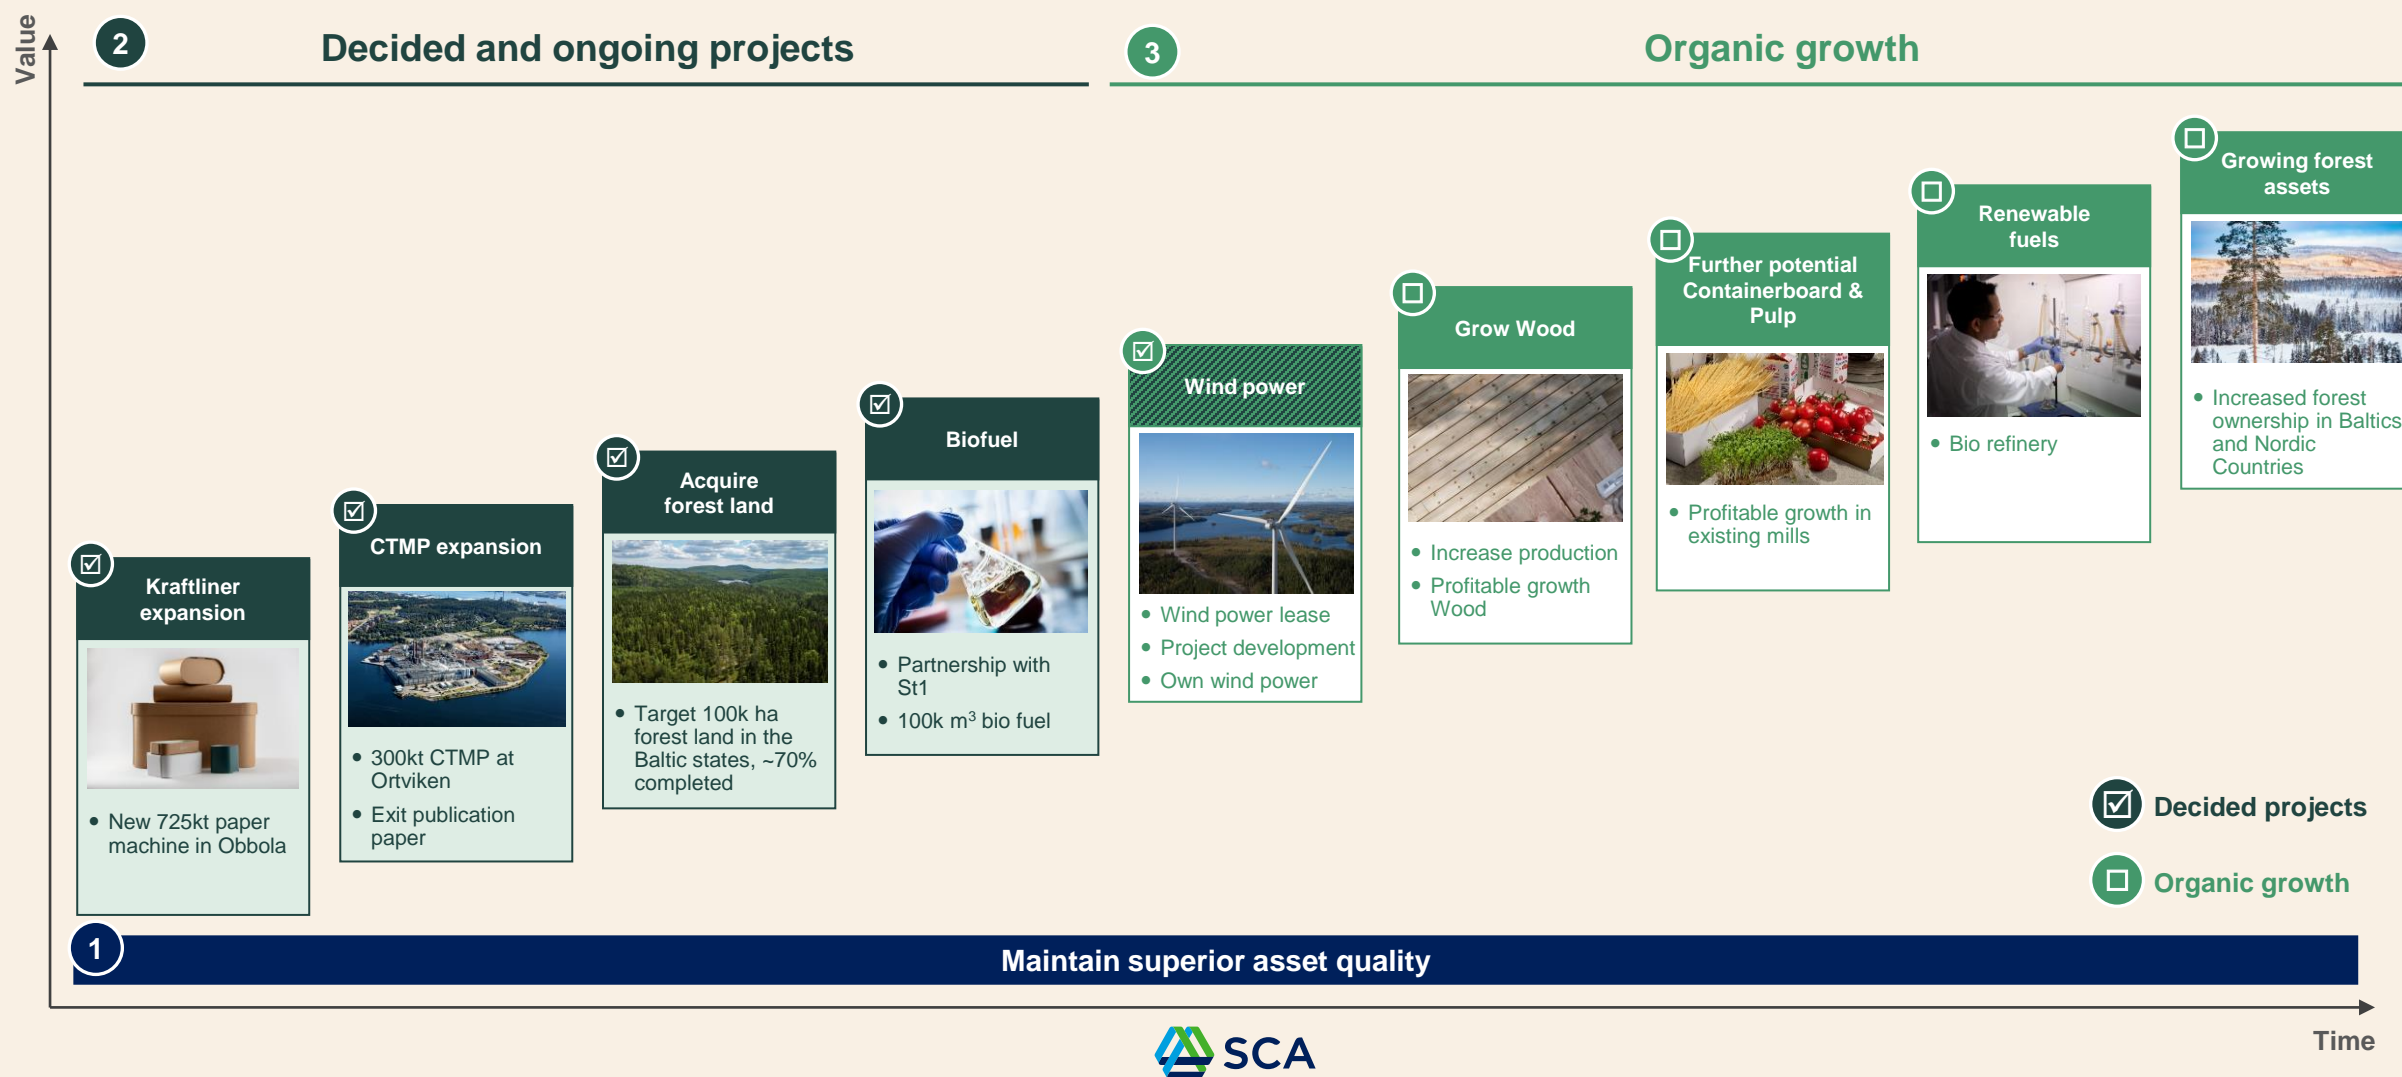 Value
2
Decided and ongoing projects
3
Organic growth
Kraftliner
expansion
• New 725kt paper
machine in Obbola
CTMP expansion
• 300kt CTMP at
Ortviken
• Exit publication
paper
Acquire
forest land
• Target 100k ha
forest land in the
Baltic states, ~70%
completed
Biofuel
• Partnership with
St1
• 100k m³ bio fuel
Wind power
• Wind power lease
• Project development
• Own wind power
Grow Wood
• Increase production
• Profitable growth
Wood
Further potential
Containerboard &
Pulp
• Profitable growth in
existing mills
Renewable
fuels
• Bio refinery
Growing forest
assets
• Increased forest
ownership in Baltics
and Nordic
Countries
Decided projects
Organic growth
1
Maintain superior asset quality
Time
SCA